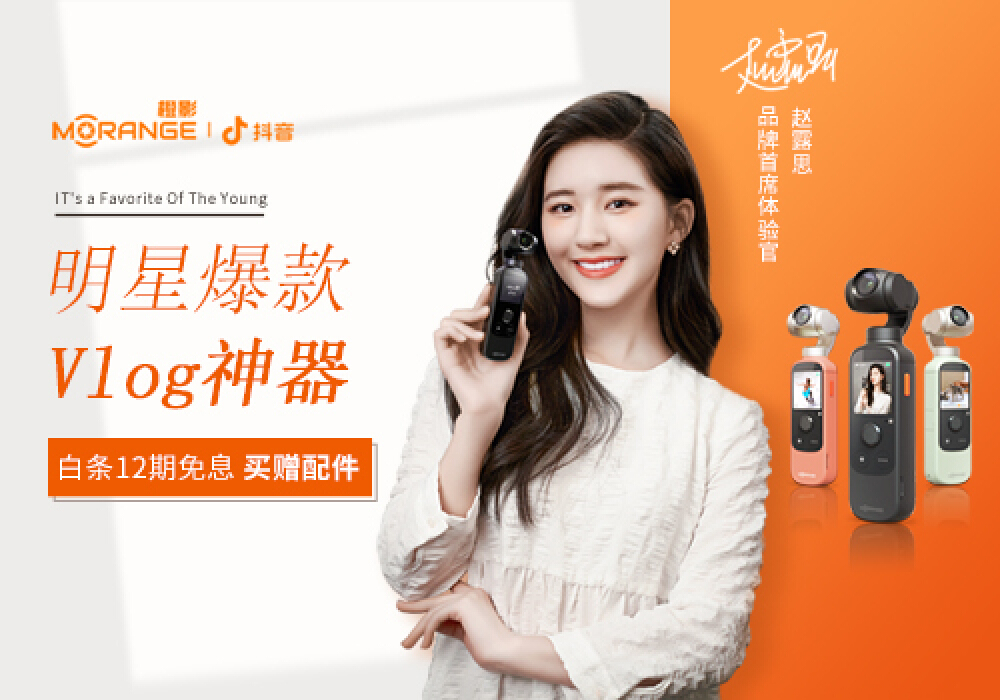 橙影
MORANGE
抖音
IT's a Favorite Of The Young
明星爆款
Vlog神器
白条12期免息 买赠配件
赵露思
品牌首席体验官